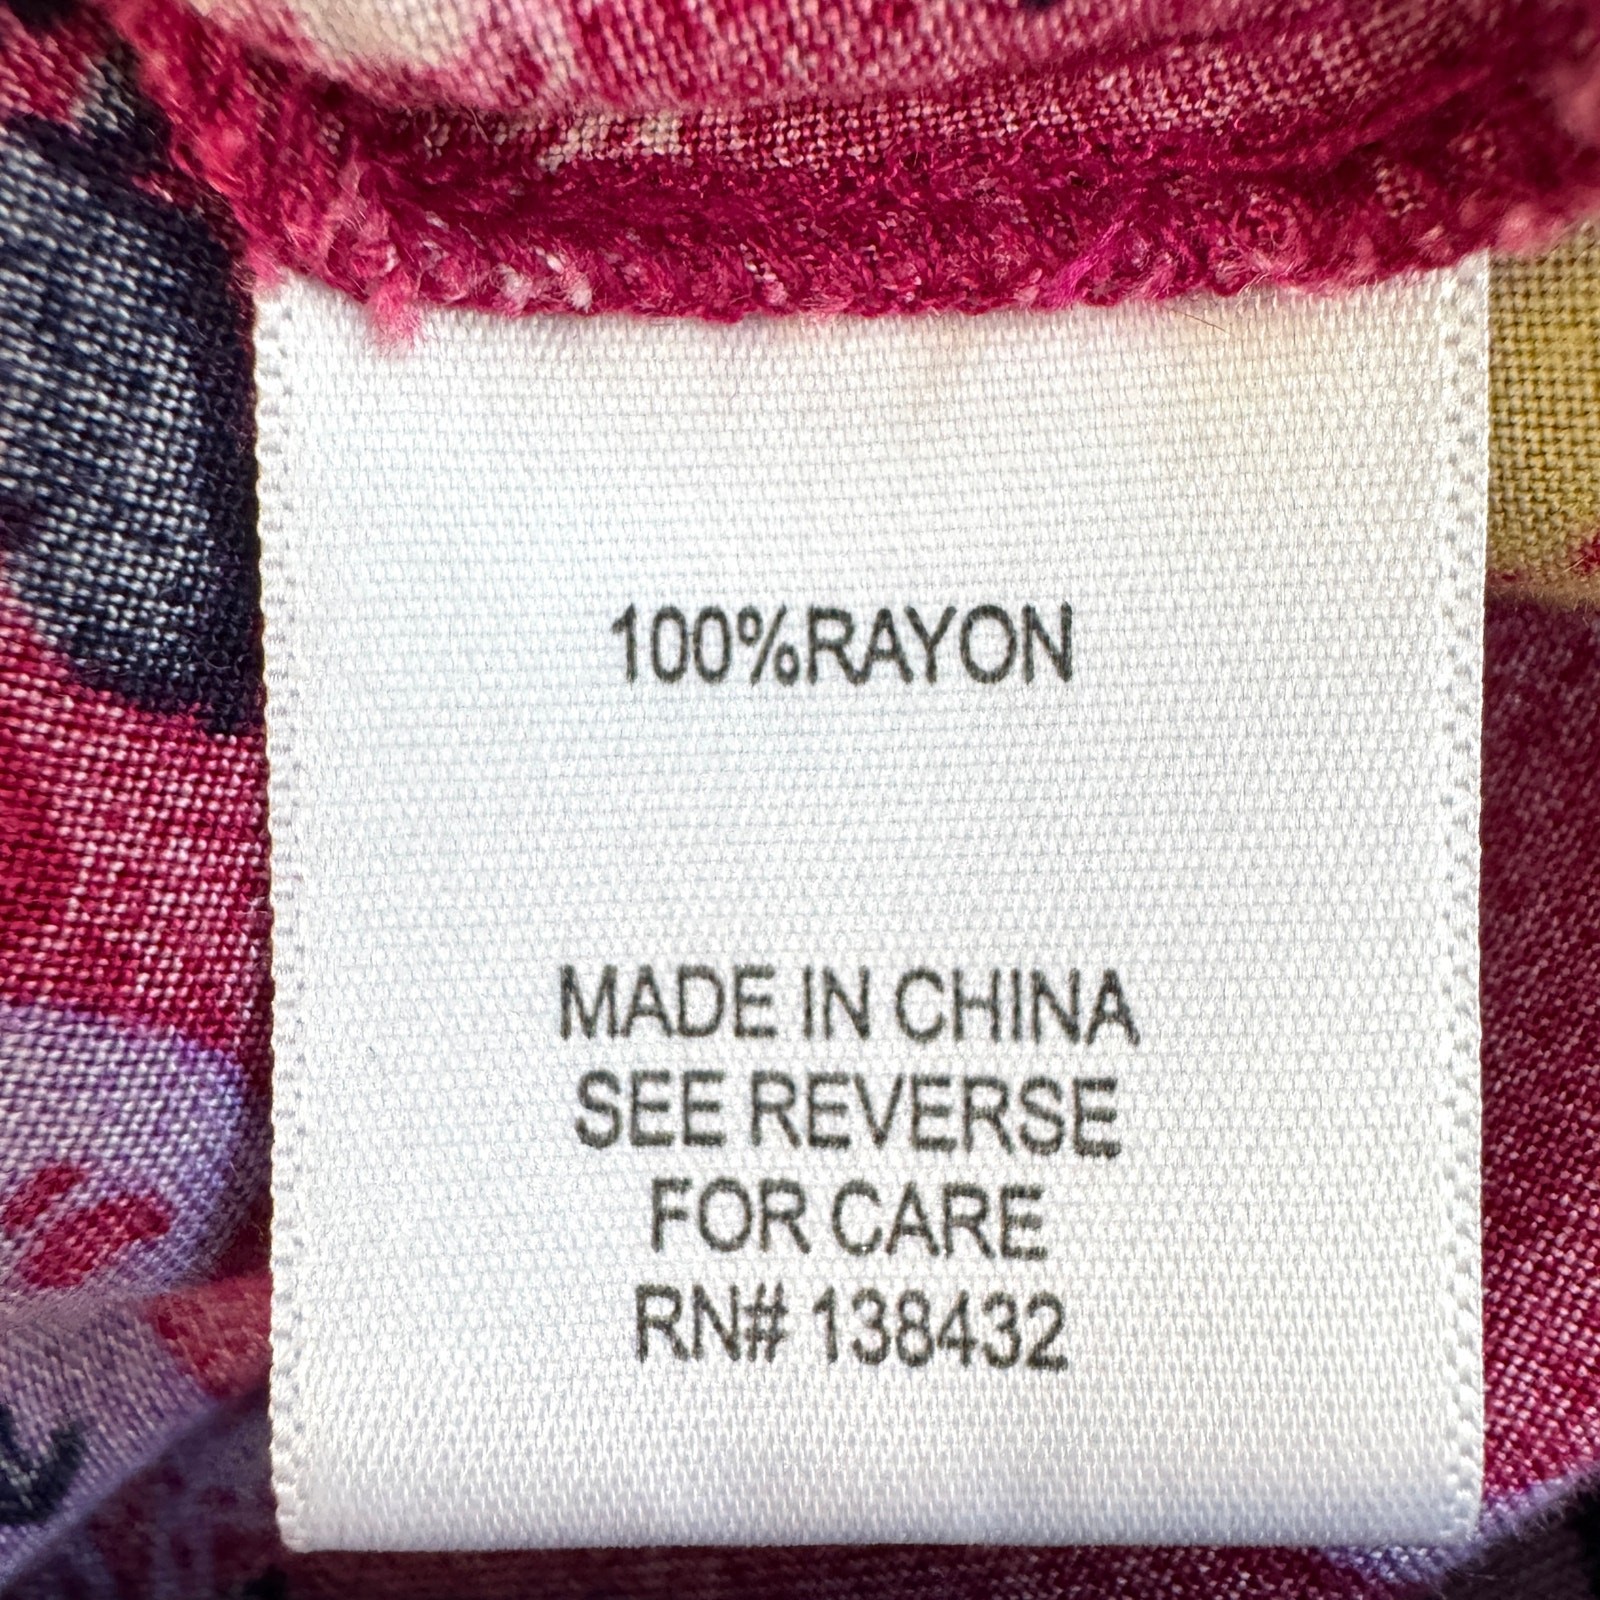 100%RAYON
MADE IN CHINA
SEE REVERSE
FOR CARE
RN# 138432